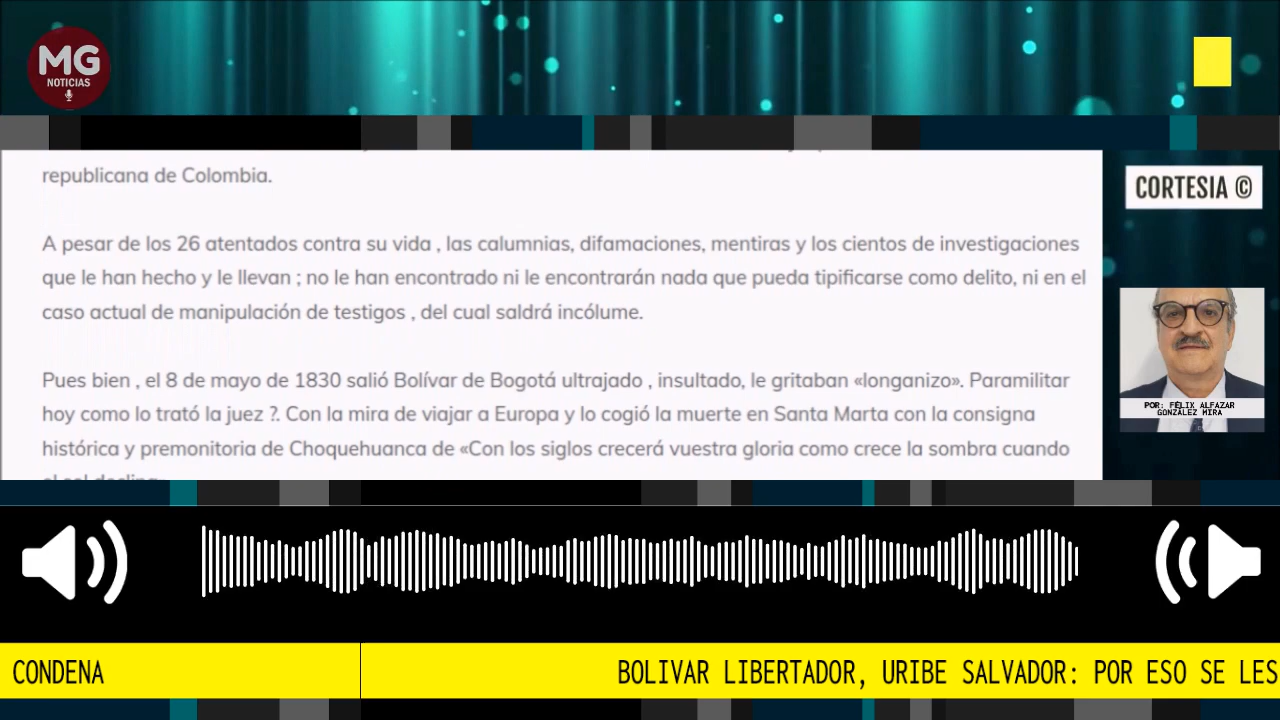 MG
NOTICIAS
republicana de Colombia.
CORTESIA ©
A pesar de los 26 atentados contra su vida , las calumnias, difamaciones, mentiras y los cientos de investigaciones
que le han hecho y le llevan ; no le han encontrado ni le encontrarán nada que pueda tipificarse como delito, ni en el
caso actual de manipulación de testigos , del cual saldrá incólume.
Pues bien , el 8 de mayo de 1830 salió Bolívar de Bogotá ultrajado , insultado, le gritaban «longanizo». Paramilitar
hoy como lo trató la juez ?. Con la mira de viajar a Europa y lo cogió la muerte en Santa Marta con la consigna
histórica y premonitoria de Choquehuanca de «Con los siglos crecerá vuestra gloria como crece la sombra cuando
POR: FÉLIX ALFAZAR
GONZÁLEZ MIRA
CONDENA
BOLIVAR LIBERTADOR, URIBE SALVADOR: POR ESO SE LES